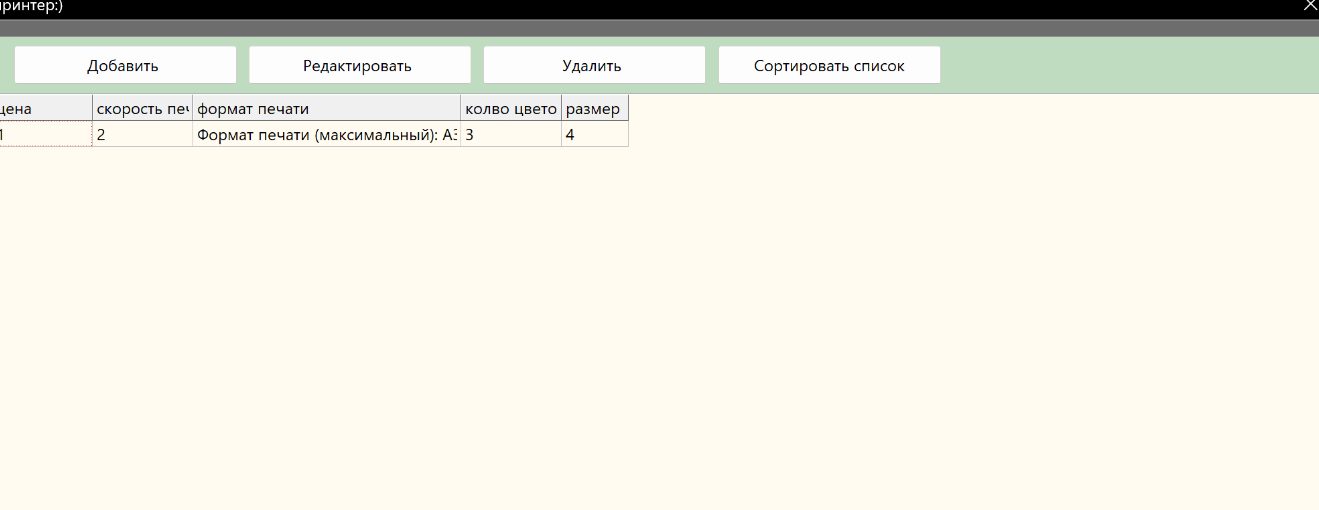 ринтер:)
Добавить Редактировать Удалить Сортировать список
цена скорость печ формат печати колво цвето размер
1 2 Формат печати (максимальный): A3 3 4